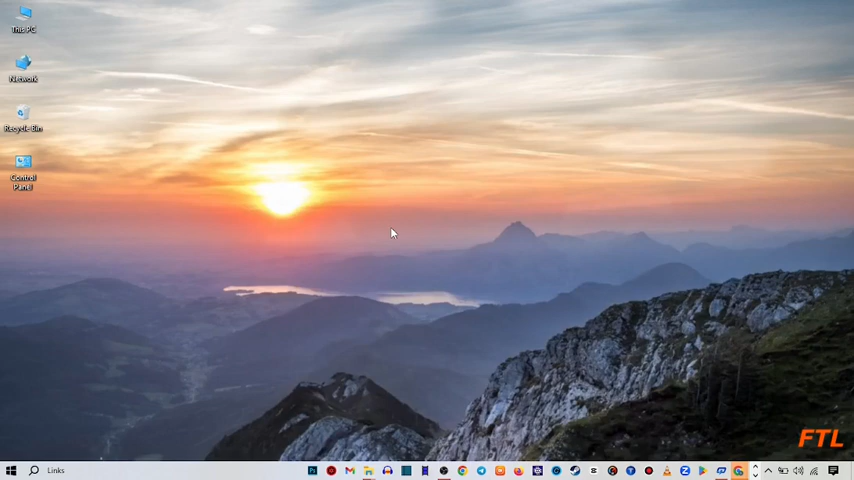 This PC
Network
Recycle Bin
Control
Panel
FTL
Links